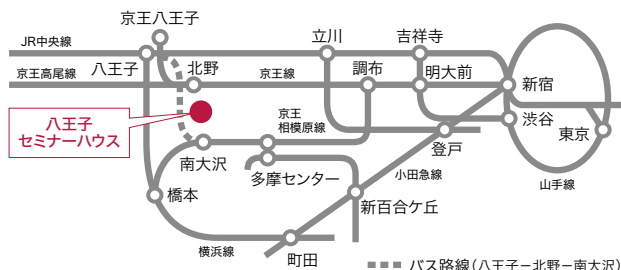 京王八王子
JR中央線
立川
吉祥寺
八王子
北野
京王高尾線
京王線
調布
明大前
新宿
八王子
セミナーハウス
京王
相模原線
渋谷
東京
南大沢
登戸
多摩センター
小田急線
山手線
橋本
新百合ケ丘
横浜線
町田
バス路線(八王子−北野−南大沢)